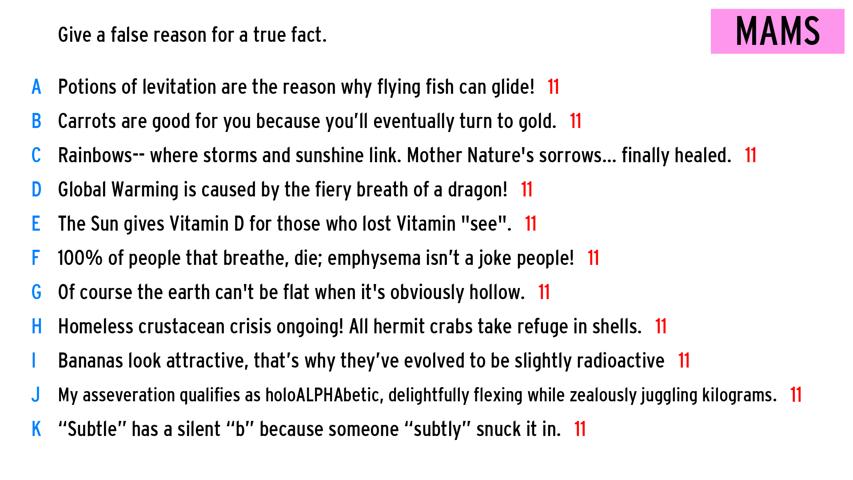 Give a false reason for a true fact.
MAMS
A Potions of levitation are the reason why flying fish can glide! 11
B Carrots are good for you because you’ll eventually turn to gold. 11
C Rainbows-- where storms and sunshine link. Mother Nature's sorrows... finally healed. 11
D Global Warming is caused by the fiery breath of a dragon! 11
E The Sun gives Vitamin D for those who lost Vitamin "see". 11
F 100% of people that breathe, die; emphysema isn’t a joke people! 11
G Of course the earth can't be flat when it's obviously hollow. 11
H Homeless crustacean crisis ongoing! All hermit crabs take refuge in shells. 11
I Bananas look attractive, that’s why they’ve evolved to be slightly radioactive 11
J My asseveration qualifies as holoALPHAbetic, delightfully flexing while zealously juggling kilograms. 11
K “Subtle” has a silent “b” because someone “subtly” snuck it in. 11